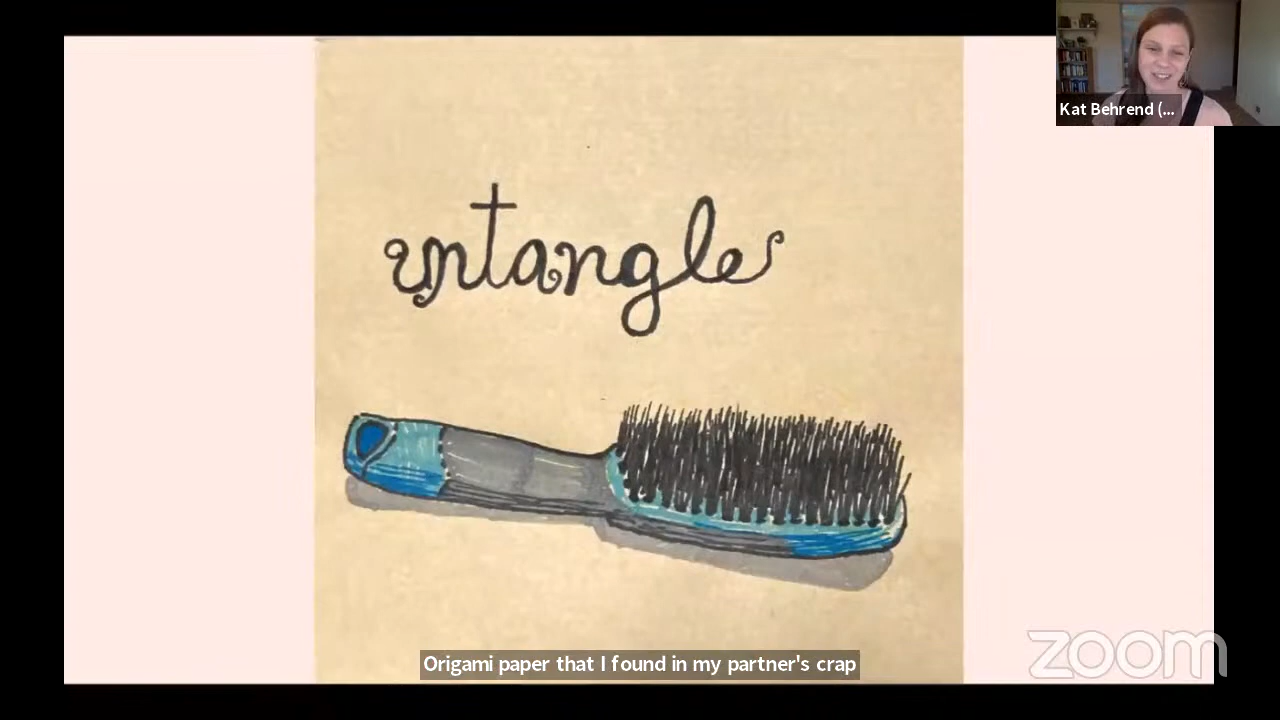 Kat Behrend (...
untangle
Origami paper that I found in my partner's crap
zoom